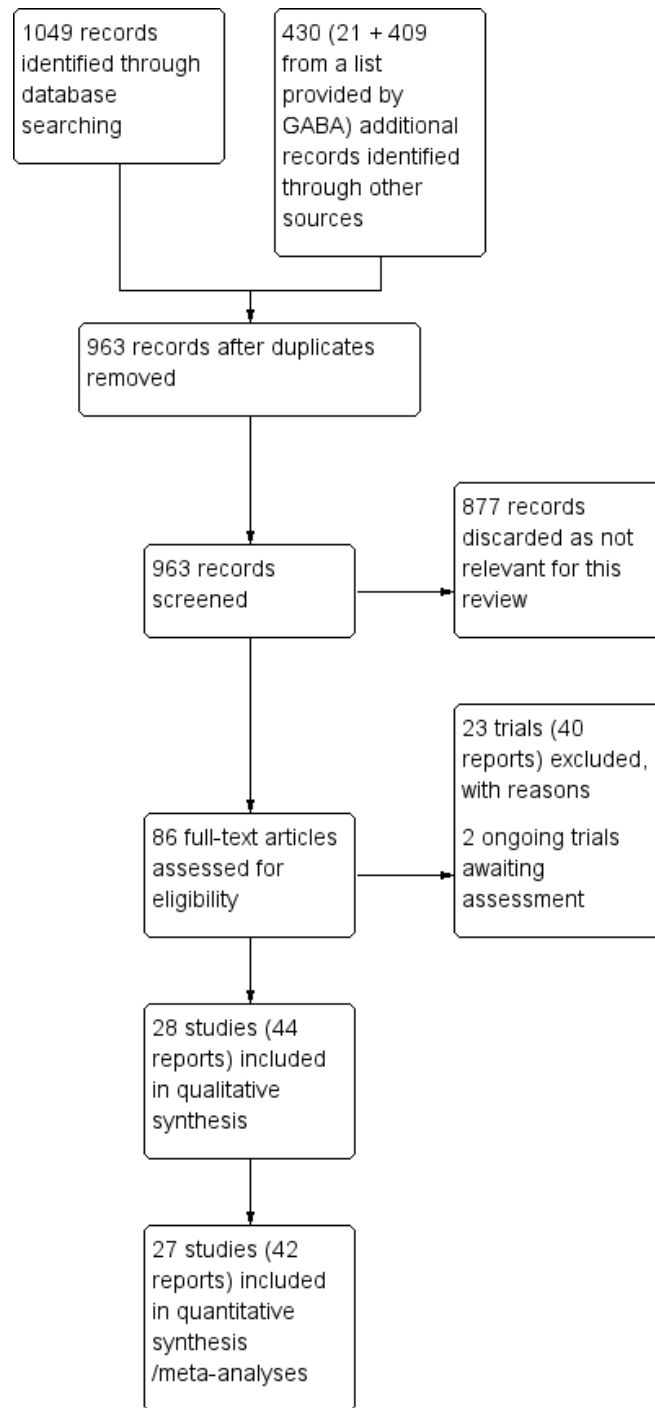 1049 records
identified through
database
searching
430 (21 + 409
from a list
provided by
GABA) additional
records identified
through other
sources
963 records after duplicates
removed
963 records
screened
877 records
discarded as not
relevant for this
review
86 full-text articles
assessed for
eligibility
23 trials (40
reports) excluded,
with reasons
2 ongoing trials
awaiting
assessment
28 studies (44
reports) included
in qualitative
synthesis
27 studies (42
reports) included
in quantitative
synthesis
/meta-analyses